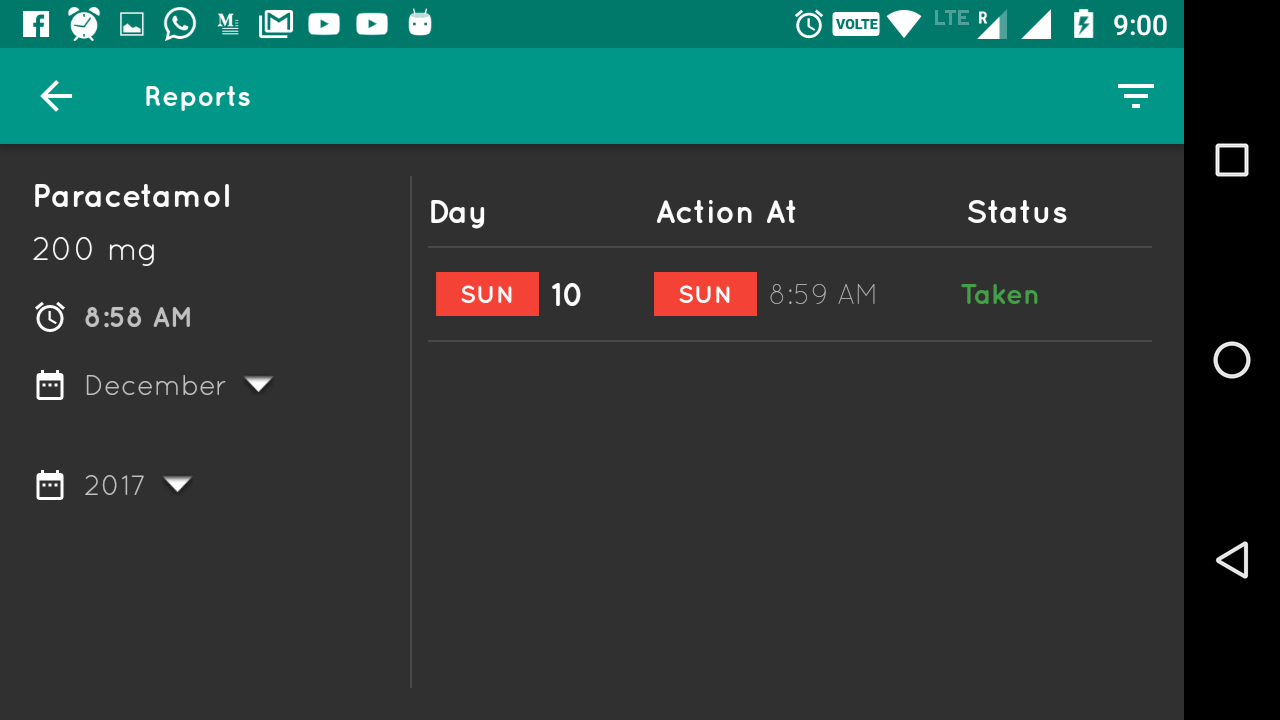 VOLTE LTE R 9:00
Reports
Paracetamol
200 mg
8:58 AM
December
2017
Day Action At Status
SUN 10 SUN 8:59 AM Taken